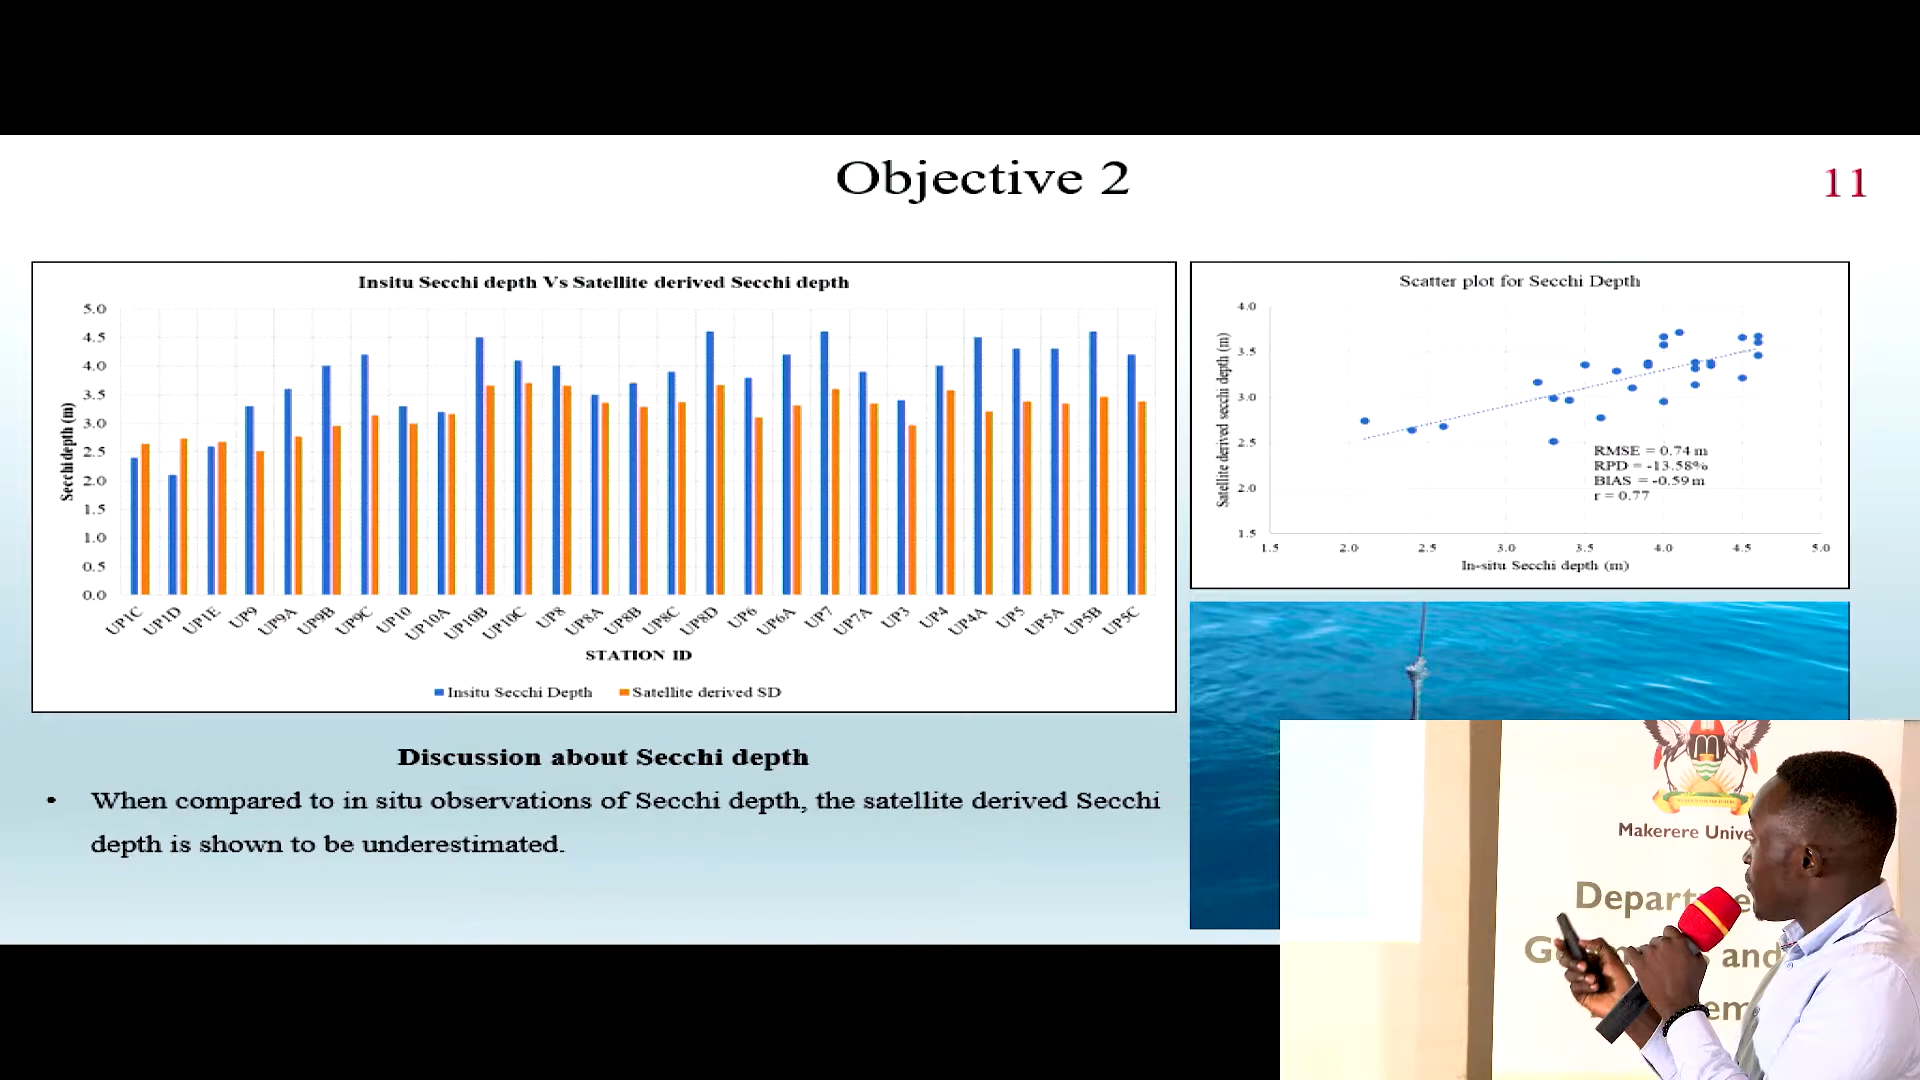 Objective 2
11
Insitu Secchi depth Vs Satellite derived Secchi depth
5.0
4.5
4.0
3.5
3.0
2.5
2.0
1.5
1.0
0.5
0.0
Secchidepth (m)
UP1C UP1D UP1E UP9 UP9A UP9B UP9C UP10 UP10A UP10B UP10C UP8 UP8A UP8B UP8C UP8D UP6 UP6A UP7 UP7A UP3 UP4 UP4A UP5 UP5A UP5B UP5C
STATION ID
Insitu Secchi Depth Satellite derived SD
Scatter plot for Secchi Depth
4.0
3.5
3.0
2.5
2.0
1.5
Satellite derived secchi depth (m)
RMSE = 0.74 m
RPD = -13.58%
BIAS = -0.59 m
r = 0.77
1.5 2.0 2.5 3.0 3.5 4.0 4.5 5.0
In-situ Secchi depth (m)
Discussion about Secchi depth
• When compared to in situ observations of Secchi depth, the satellite derived Secchi
depth is shown to be underestimated.
Makerere Unive
Depart
and